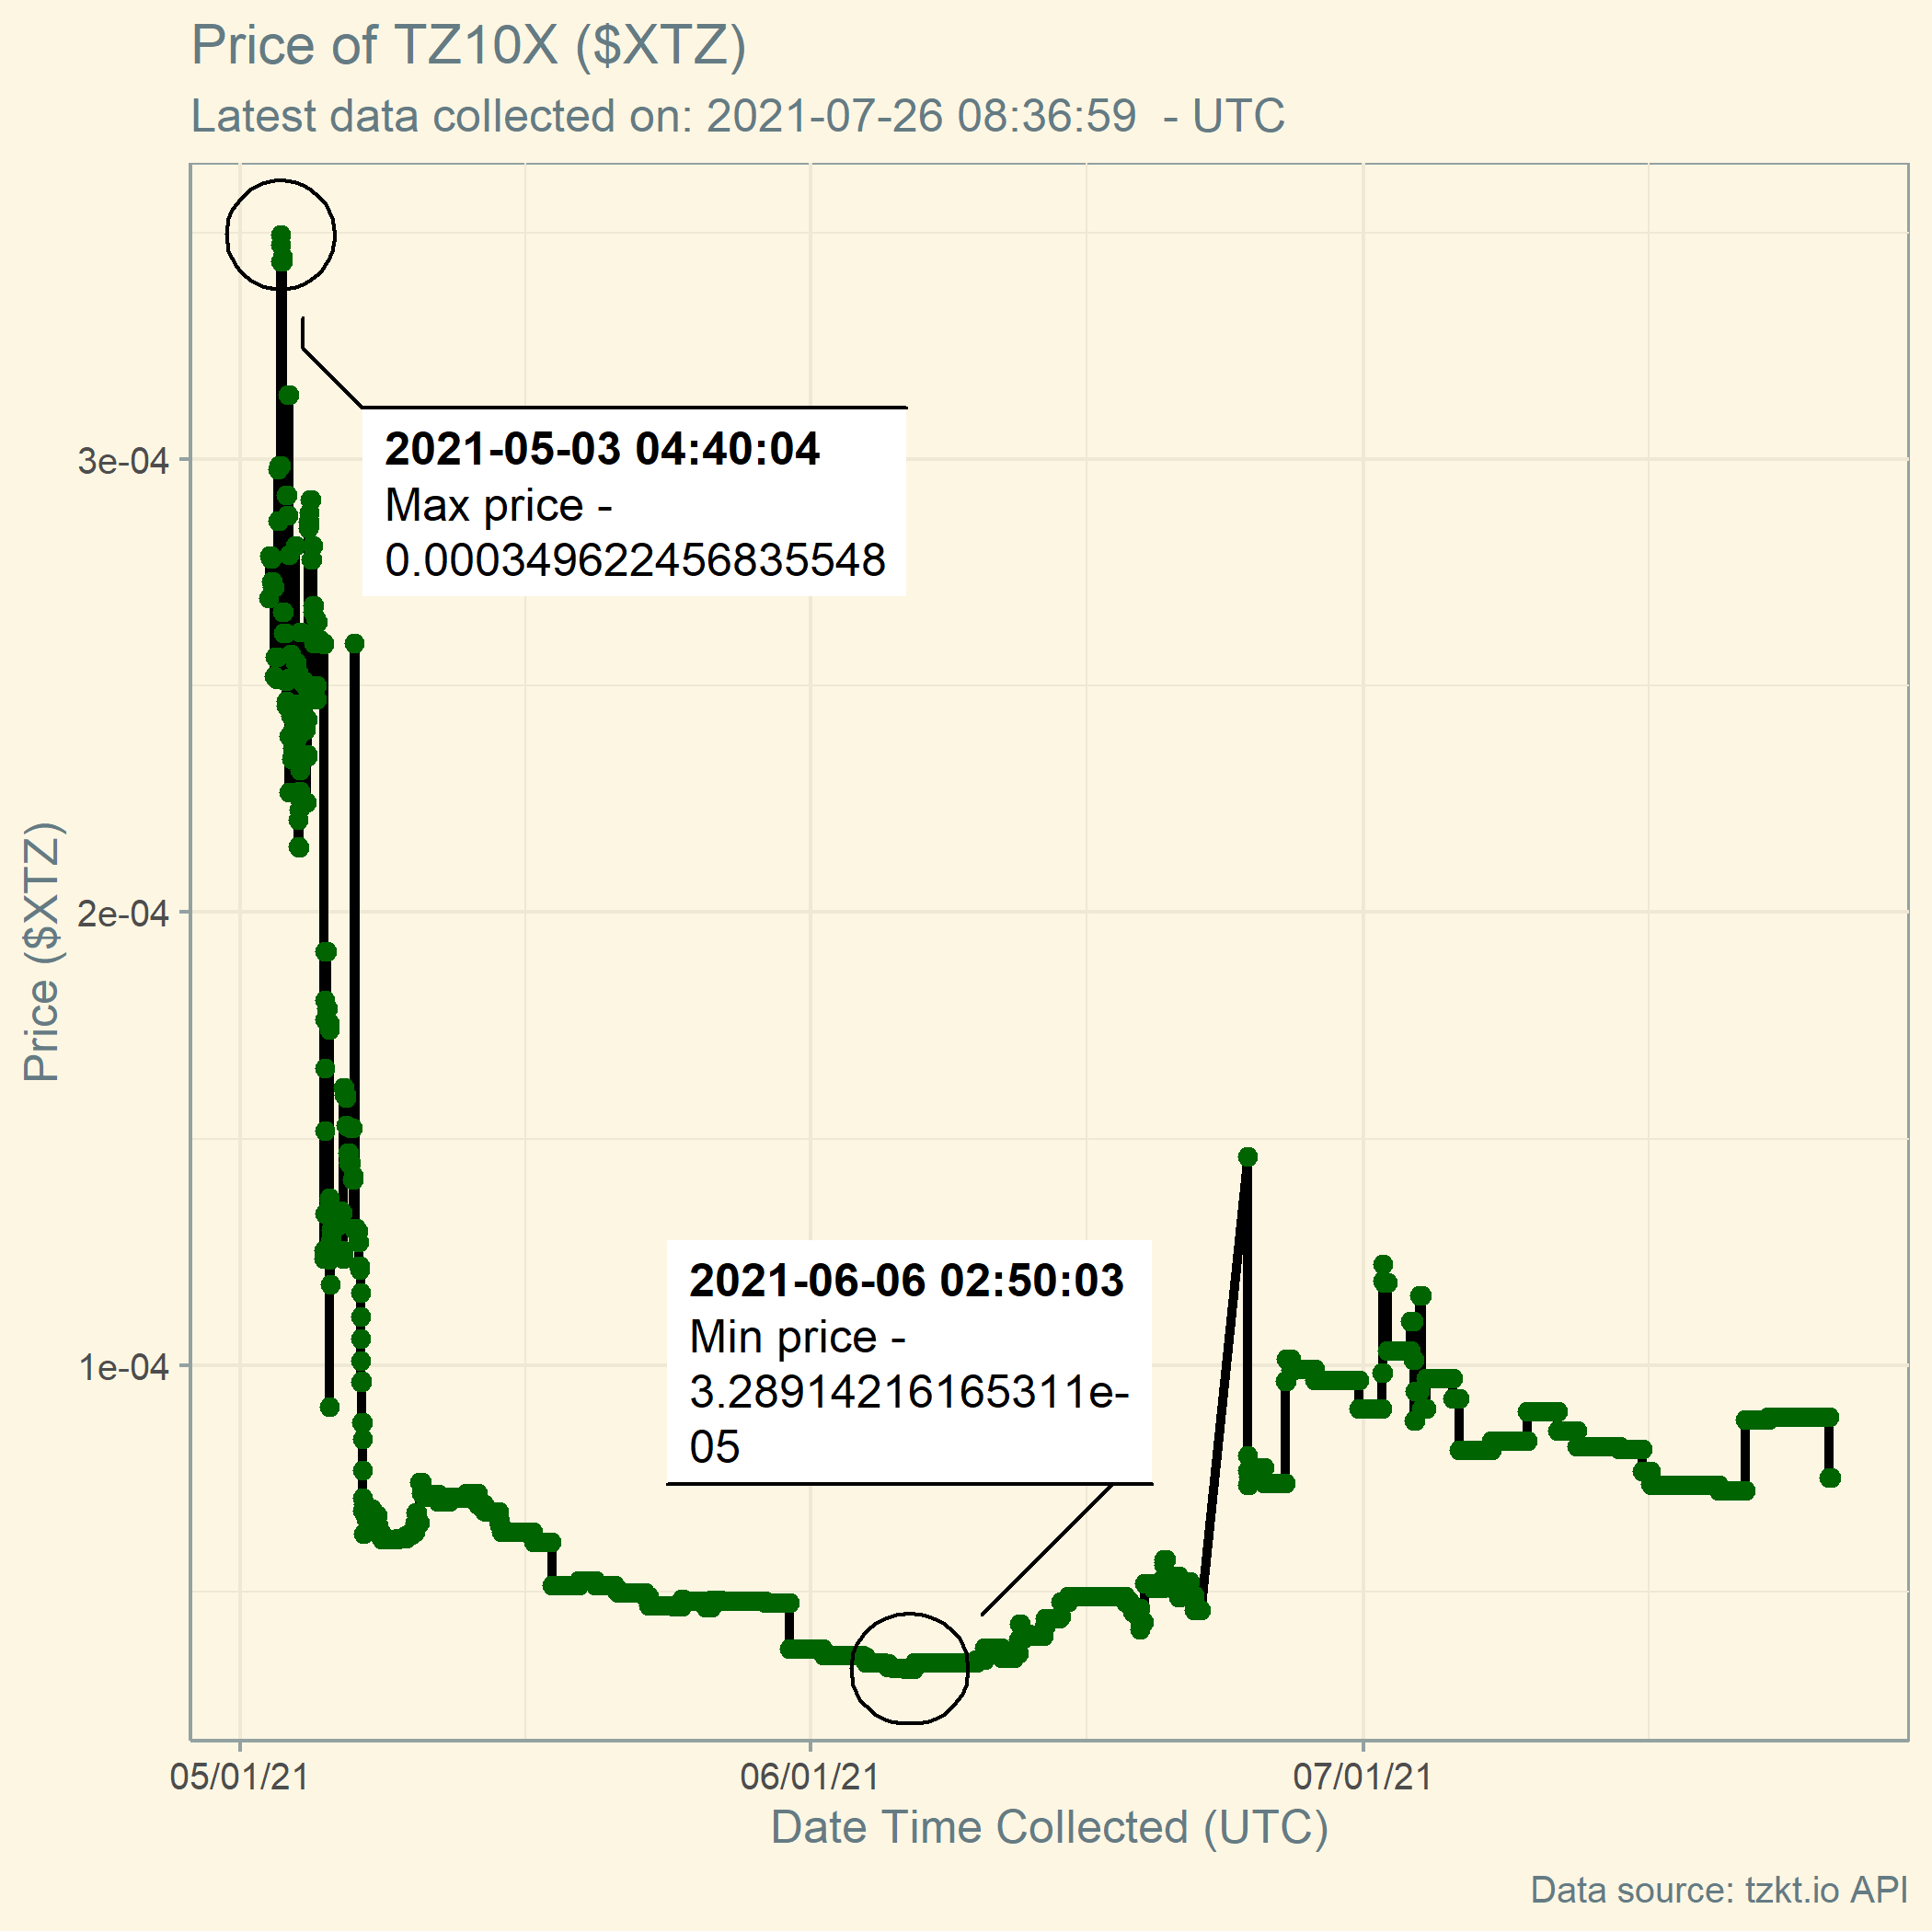 Price of TZ10X ($XTZ)
Latest data collected on: 2021-07-26 08:36:59  - UTC
2021-05-03 04:40:04
Max price -
0.000349622456835548
3e-04
2e-04
1e-04
Price ($XTZ)
2021-06-06 02:50:03
Min price -
3.28914216165311e-
05
05/01/21
06/01/21
07/01/21
Date Time Collected (UTC)
Data source: tzkt.io API